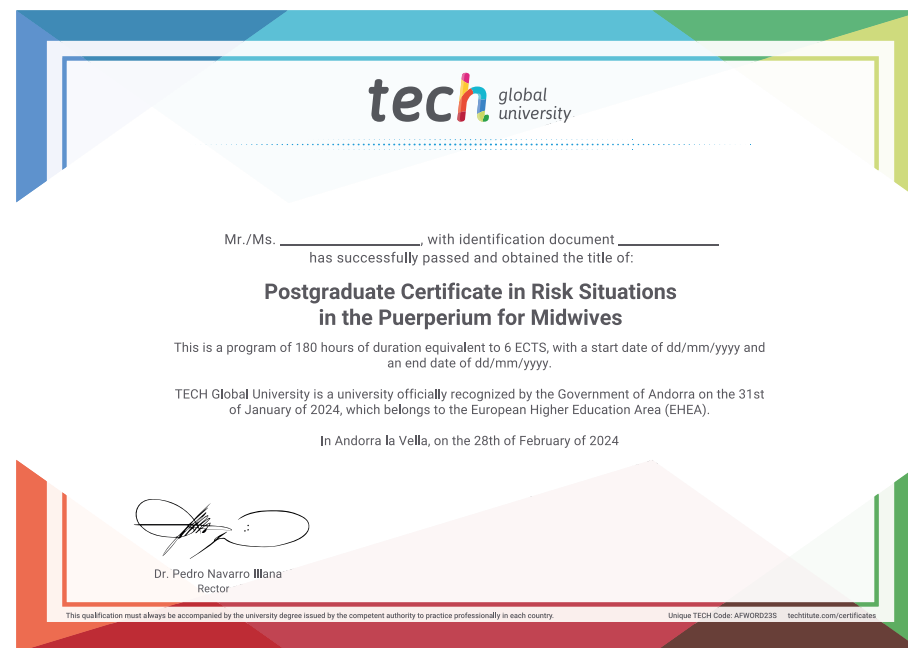 tech global
university
Mr./Ms. ____________, with identification document ____________
has successfully passed and obtained the title of:
Postgraduate Certificate in Risk Situations
in the Puerperium for Midwives
This is a program of 180 hours of duration equivalent to 6 ECTS, with a start date of dd/mm/yyyy and
an end date of dd/mm/yyyy.
TECH Global University is a university officially recognized by the Government of Andorra on the 31st
of January of 2024, which belongs to the European Higher Education Area (EHEA).
In Andorra la Vella, on the 28th of February of 2024
Dr. Pedro Navarro Illana
Rector
This qualification must always be accompanied by the university degree issued by the competent authority to practice professionally in each country.
Unique TECH Code: AFWORD23S techtitute.com/certificates